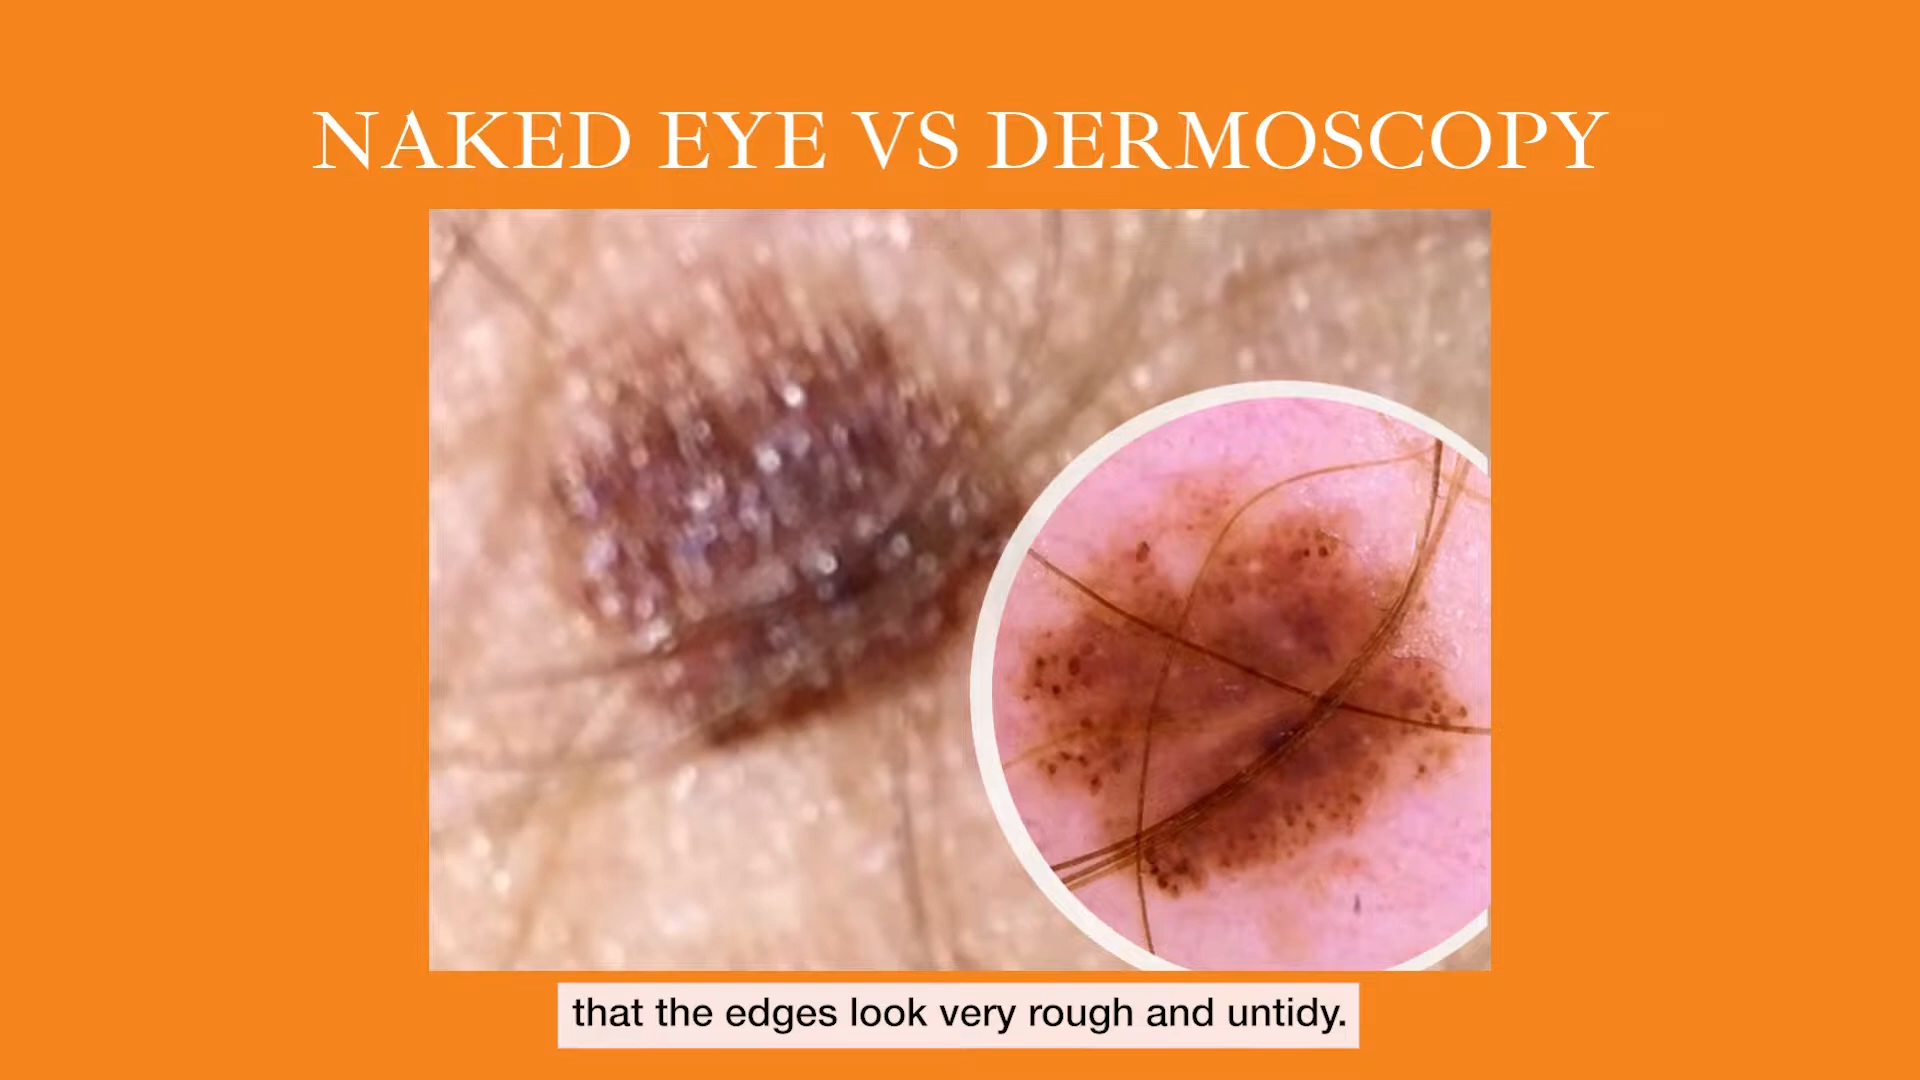 NAKED EYE VS DERMOSCOPY
that the edges look very rough and untidy.